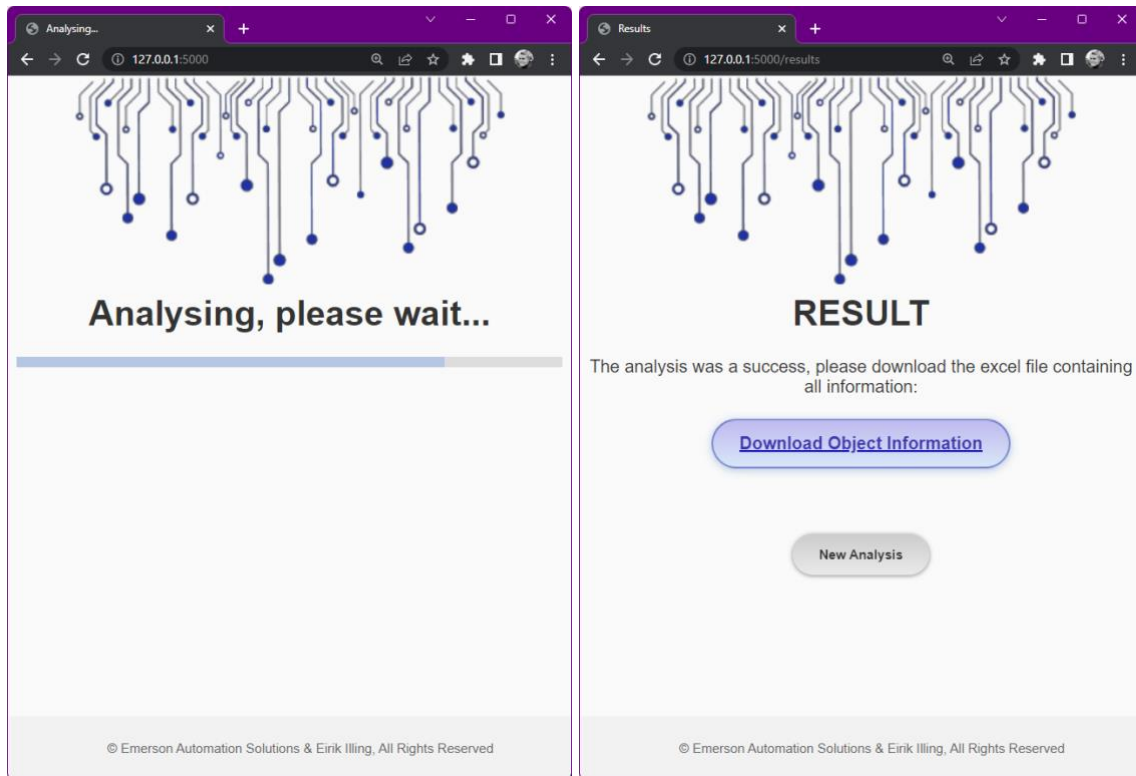 Analysing...
127.0.0.1:5000
Analysing, please wait...
© Emerson Automation Solutions & Eirik Illing, All Rights Reserved
Results
127.0.0.1:5000/results
RESULT
The analysis was a success, please download the excel file containing
all information:
Download Object Information
New Analysis
© Emerson Automation Solutions & Eirik Illing, All Rights Reserved